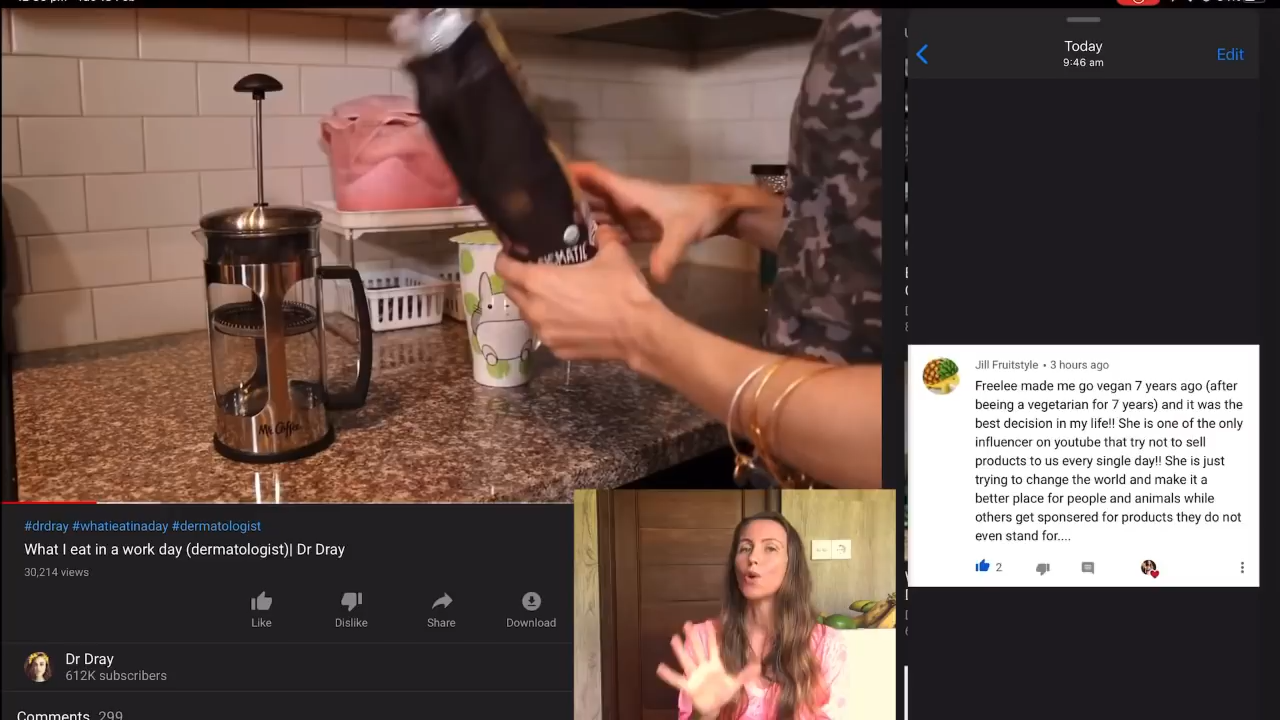 Today
9:46 am
Edit
Mr. Coffee
Jill Fruitstyle • 3 hours ago
Freelee made me go vegan 7 years ago (after
beeing a vegetarian for 7 years) and it was the
best decision in my life!! She is one of the only
influencer on youtube that try not to sell
products to us every single day!! She is just
trying to change the world and make it a
better place for people and animals while
others get sponsered for products they do not
even stand for....
2
#drdray #whatieatinaday #dermatologist
What I eat in a work day (dermatologist)| Dr Dray
30,214 views
Like
Dislike
Share
Download
Dr Dray
612K subscribers
Comments 299